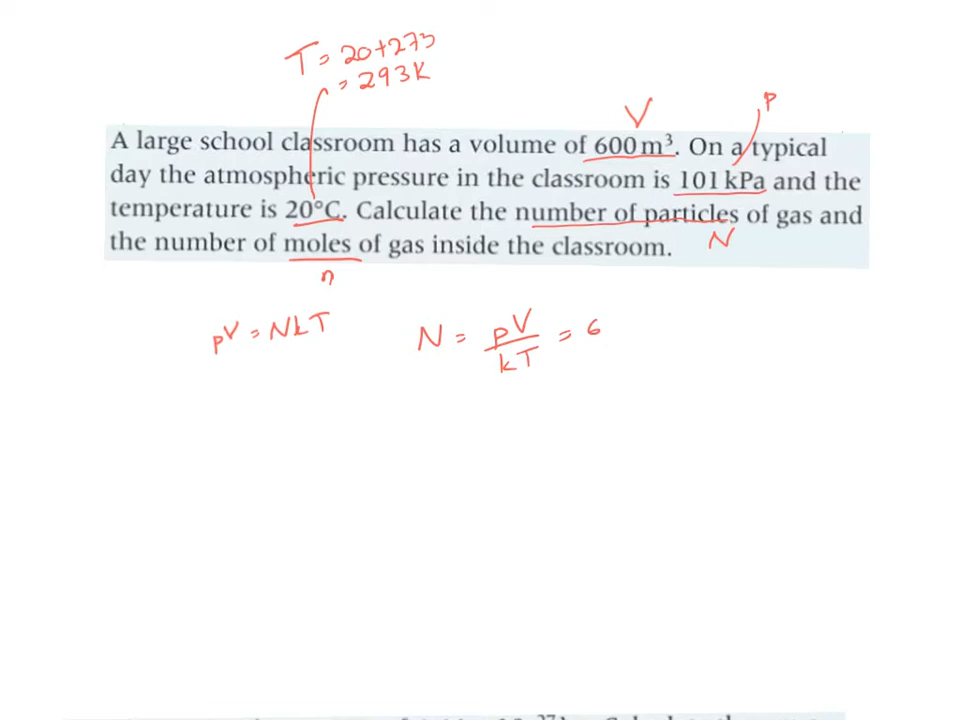 T = 20+273
= 293K
V
P
A large school classroom has a volume of 600 m³. On a typical
day the atmospheric pressure in the classroom is 101 kPa and the
temperature is 20°C. Calculate the number of particles of gas and
the number of moles of gas inside the classroom.
N
n
pV = NkT
N = pV/kT = 6